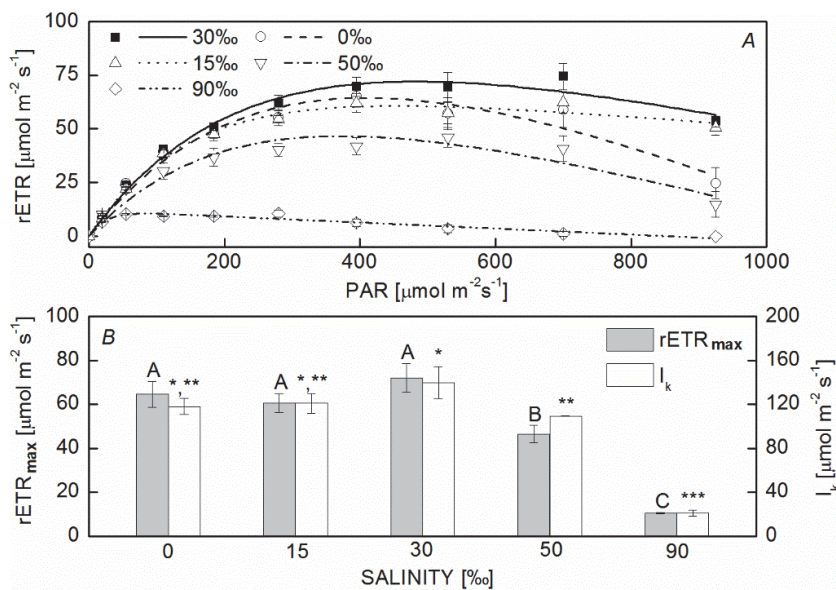 A
30‰ 0‰
15‰ 50‰
90‰
rETR [μmol m-2 s-1]
100
75
50
25
0
0 200 400 600 800 1000
PAR [μmol m-2s-1]
B
rETRmax
Ik
rETRmax [μmol m-2 s-1]
100
80
60
40
20
0
A *,** A *,** A * B ** C ***
200
160
120
80
40
0
Ik [μmol m-2 s-1]
0 15 30 50 90
SALINITY [‰]